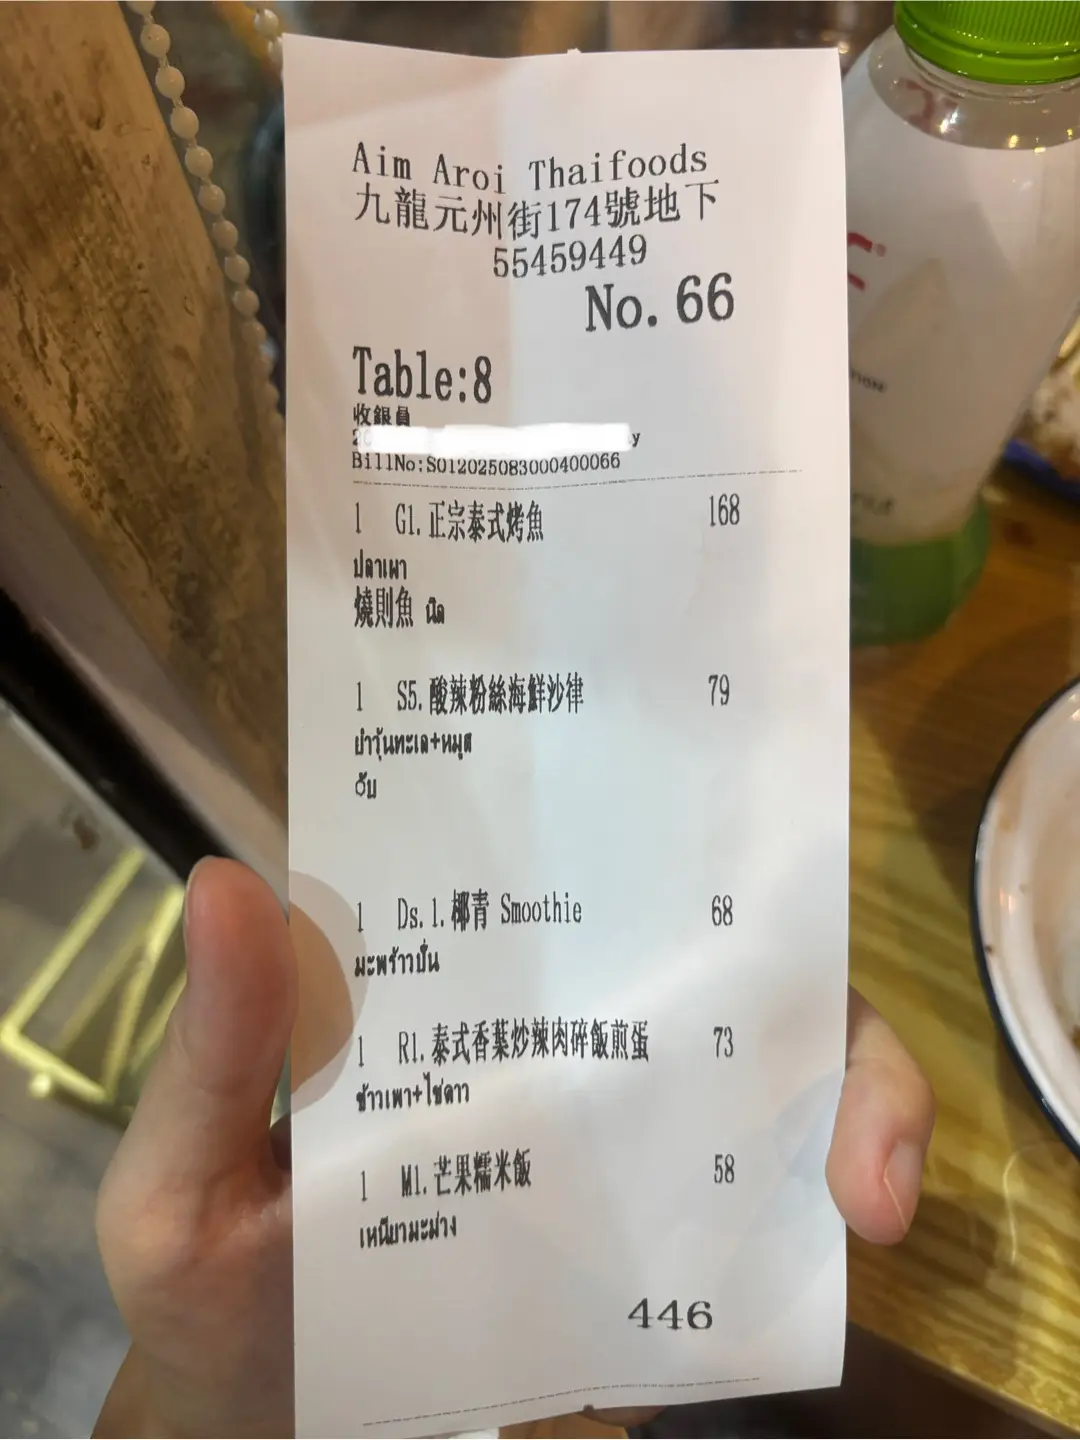 Aim Aroi Thaifoods
九龍元州街174號地下
55459449
No. 66
Table:8
收銀員
BillNo:S012025083000400066
1 G1. 正宗泰式烤魚 168
ปลาเผา
燒則魚 นิล
1 S5. 酸辣粉絲海鮮沙律 79
ยำวุ้นทะเล+หมูส
ับ
1 Ds. 1. 椰青 Smoothie 68
มะพร้าวปั่น
1 R1. 泰式香葉炒辣肉碎飯煎蛋 73
ข้าวเพา+ไข่ดาว
1 M1. 芒果糯米飯 58
เหนียวมะม่วง
446